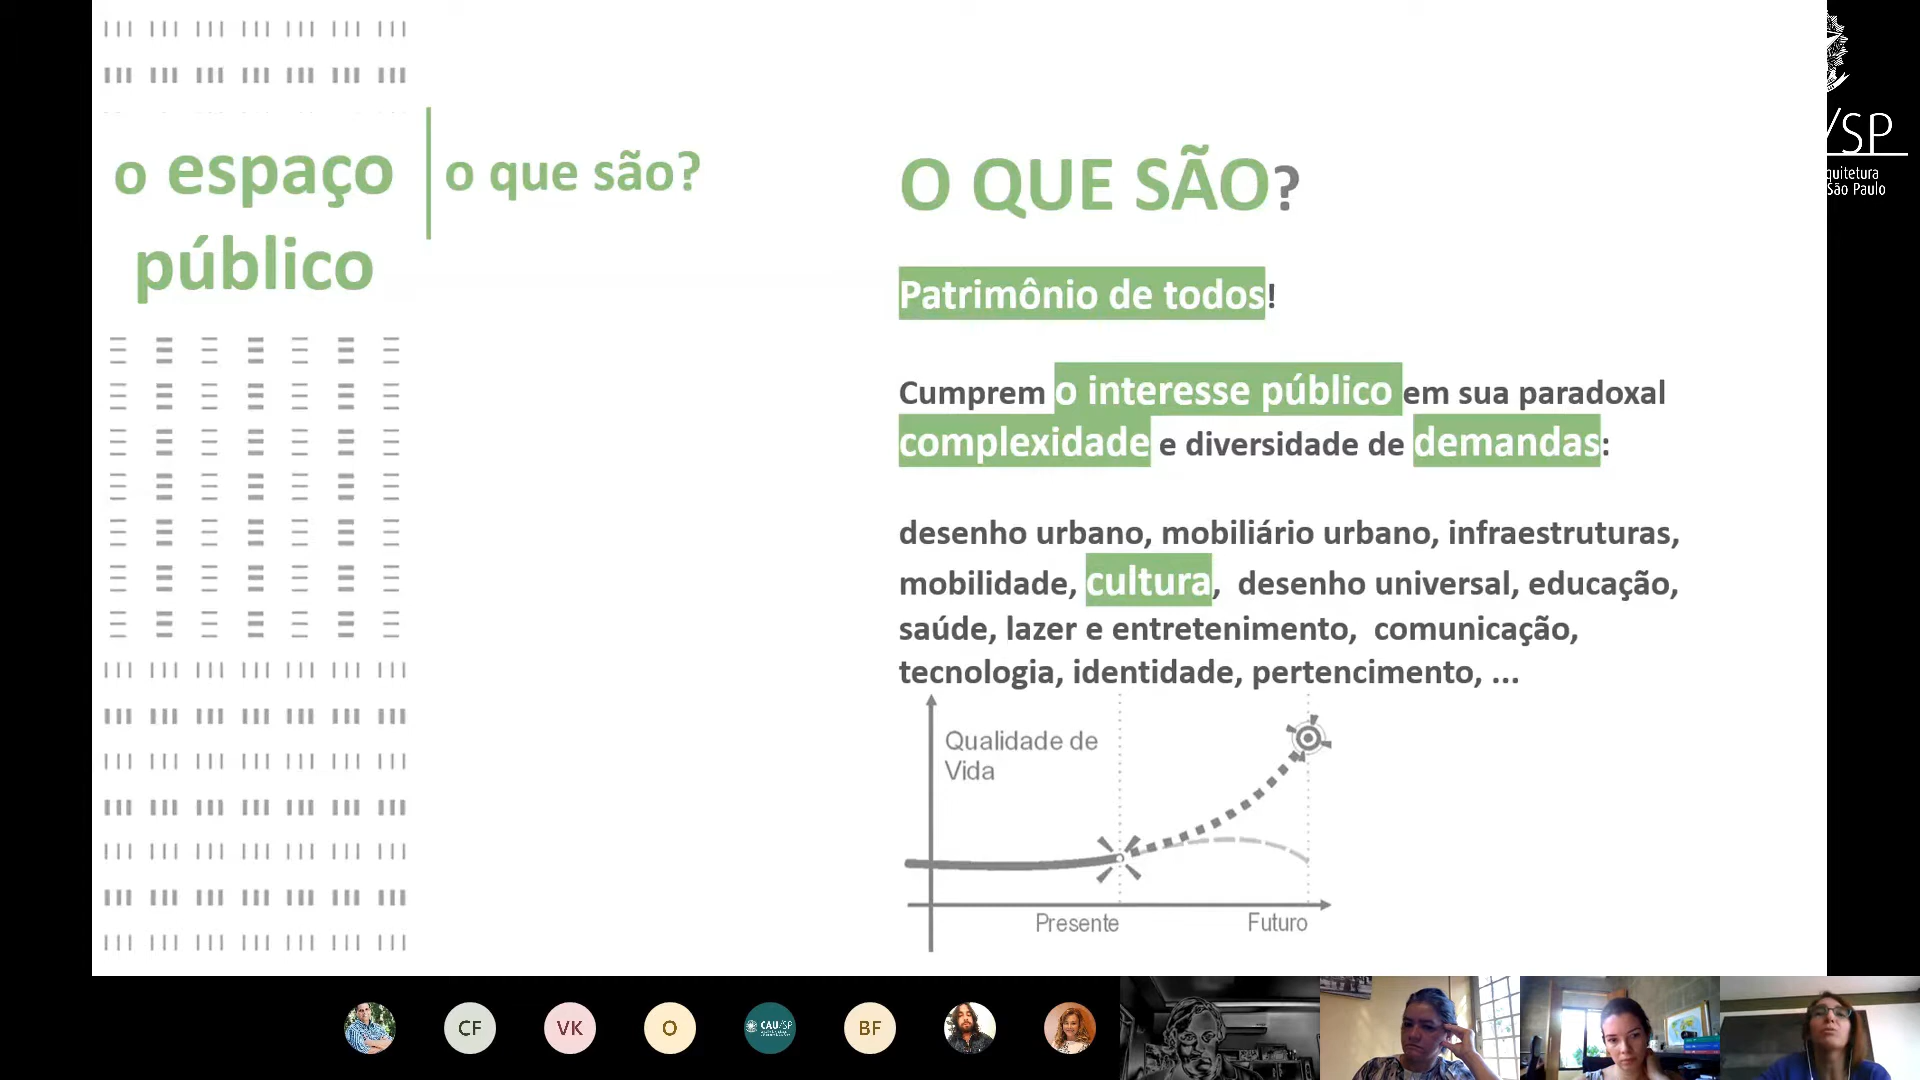 o espaço
público
o que são?
O QUE SÃO?
Patrimônio de todos!
Cumprem o interesse público em sua paradoxal
complexidade e diversidade de demandas:
desenho urbano, mobiliário urbano, infraestruturas,
mobilidade, cultura,  desenho universal, educação,
saúde, lazer e entretenimento,  comunicação,
tecnologia, identidade, pertencimento, ...
Qualidade de
Vida
Presente
Futuro
/SP
quitetura
São Paulo
CF
VK
O
CAU/SP
BF